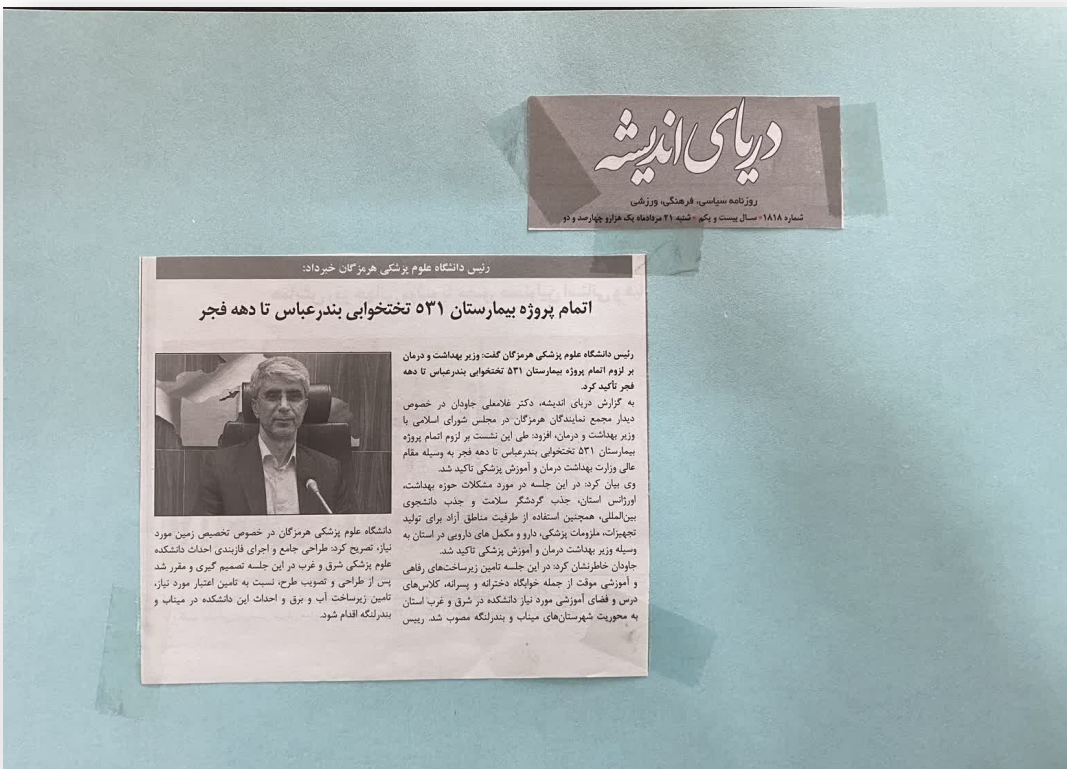 دریای اندیشه
روزنامه سیاسی، فرهنگی، ورزشی
شماره ۱۸۱۸ • سـال بیست و یکم • شنبه ۲۱ مردادماه یک هزارو چهارصد و دو
رئیس دانشگاه علوم پزشکی هرمزگان خبرداد:
اتمام پروژه بیمارستان ۵۳۱ تختخوابی بندرعباس تا دهه فجر
رئیس دانشگاه علوم پزشکی هرمزگان گفت: وزیر بهداشت و درمان
بر لزوم اتمام پروژه بیمارستان ۵۳۱ تختخوابی بندرعباس تا دهه
فجر تأکید کرد.
به گزارش دریای اندیشه، دکتر غلامعلی جاودان در خصوص
دیدار مجمع نمایندگان هرمزگان در مجلس شورای اسلامی با
وزیر بهداشت و درمان، افزود: طی این نشست بر لزوم اتمام پروژه
بیمارستان ۵۳۱ تختخوابی بندرعباس تا دهه فجر به وسیله مقام
عالی وزارت بهداشت درمان و آموزش پزشکی تاکید شد.
وی بیان کرد: در این جلسه در مورد مشکلات حوزه بهداشت،
اورژانس استان، جذب گردشگر سلامت و جذب دانشجوی
بین‌المللی، همچنین استفاده از ظرفیت مناطق آزاد برای تولید
تجهیزات، ملزومات پزشکی، دارو و مکمل های دارویی در استان به
وسیله وزیر بهداشت درمان و آموزش پزشکی تاکید شد.
جاودان خاطرنشان کرد: در این جلسه تامین زیرساخت‌های رفاهی
و آموزشی موقت از جمله خوابگاه دخترانه و پسرانه، کلاس‌های
درس و فضای آموزشی مورد نیاز دانشکده در شرق و غرب استان
به محوریت شهرستان‌های میناب و بندرلنگه مصوب شد. رییس
دانشگاه علوم پزشکی هرمزگان در خصوص تخصیص زمین مورد
نیاز، تصریح کرد: طراحی جامع و اجرای فازبندی احداث دانشکده
علوم پزشکی شرق و غرب در این جلسه تصمیم گیری و مقرر شد
پس از طراحی و تصویب طرح، نسبت به تامین اعتبار مورد نیاز،
تامین زیرساخت آب و برق و احداث این دانشکده در میناب و
بندرلنگه اقدام شود.